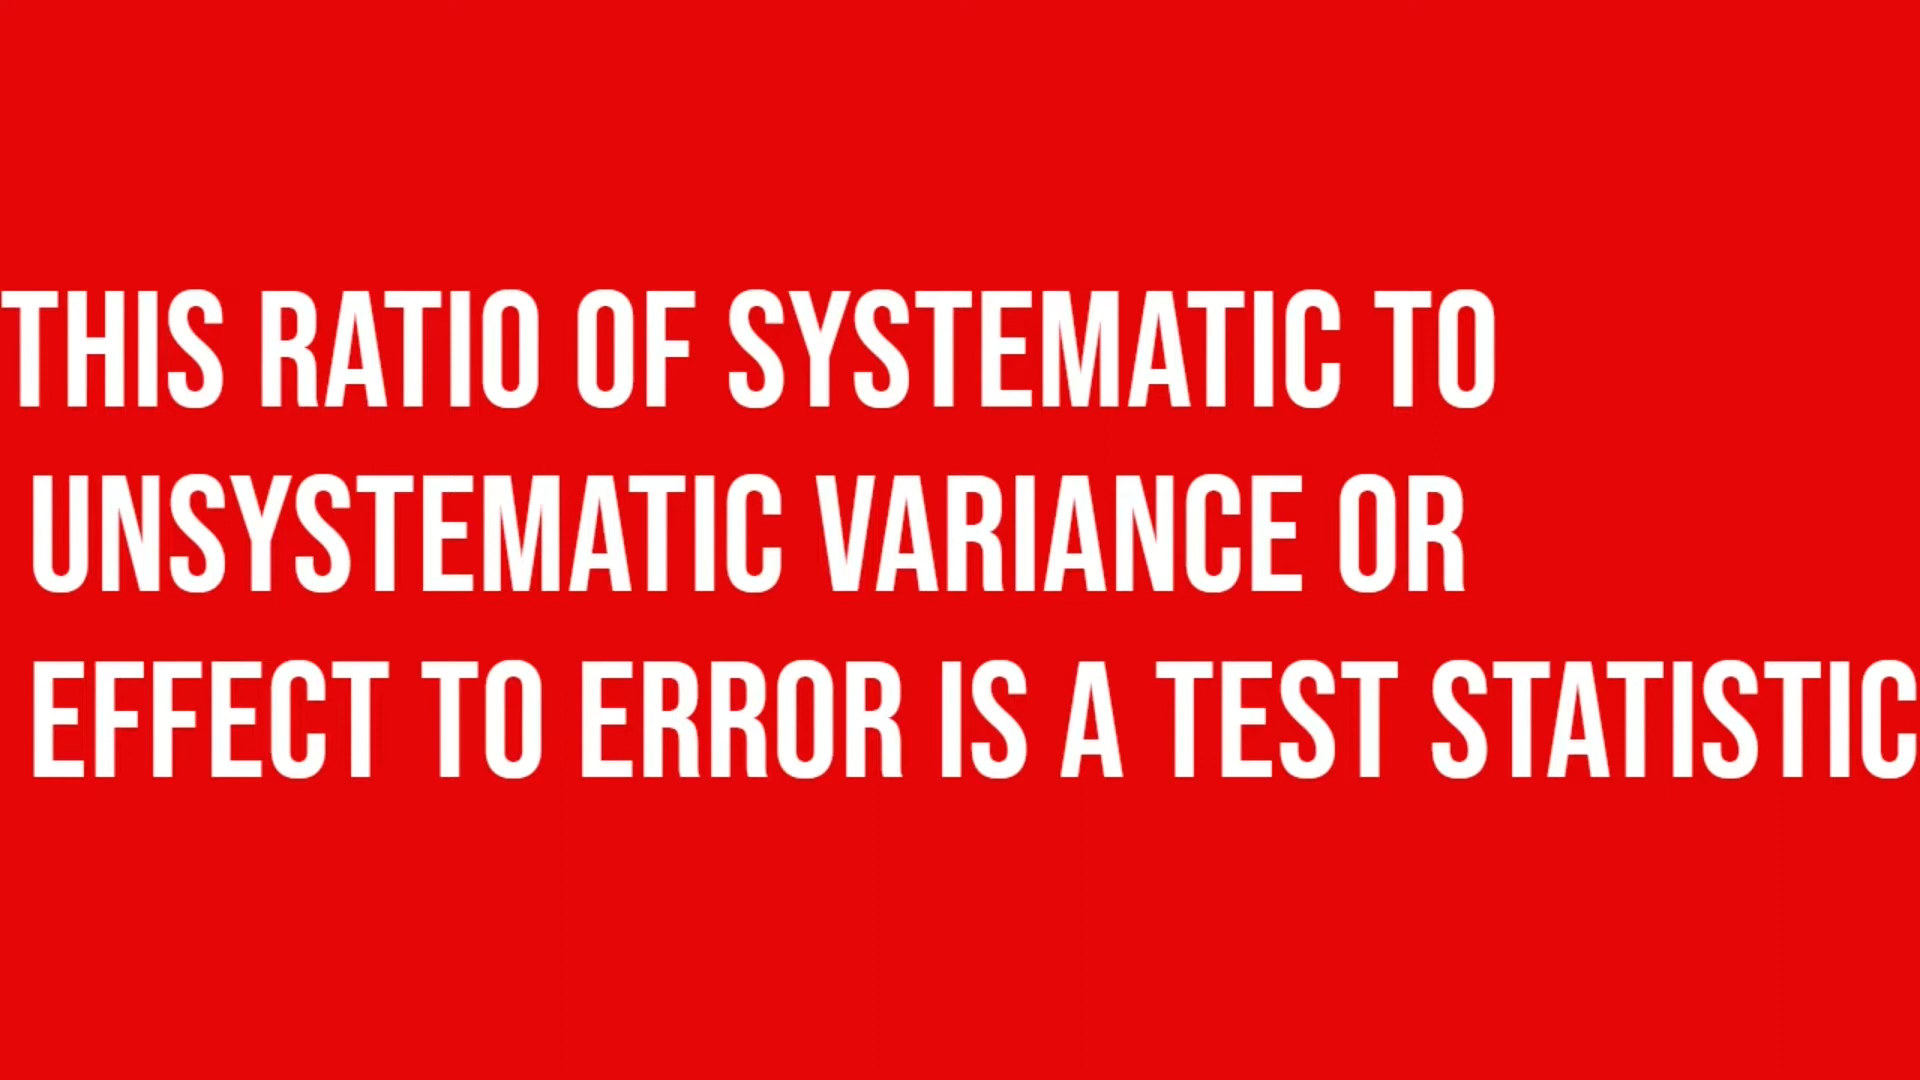 THIS RATIO OF SYSTEMATIC TO
UNSYSTEMATIC VARIANCE OR
EFFECT TO ERROR IS A TEST STATISTIC